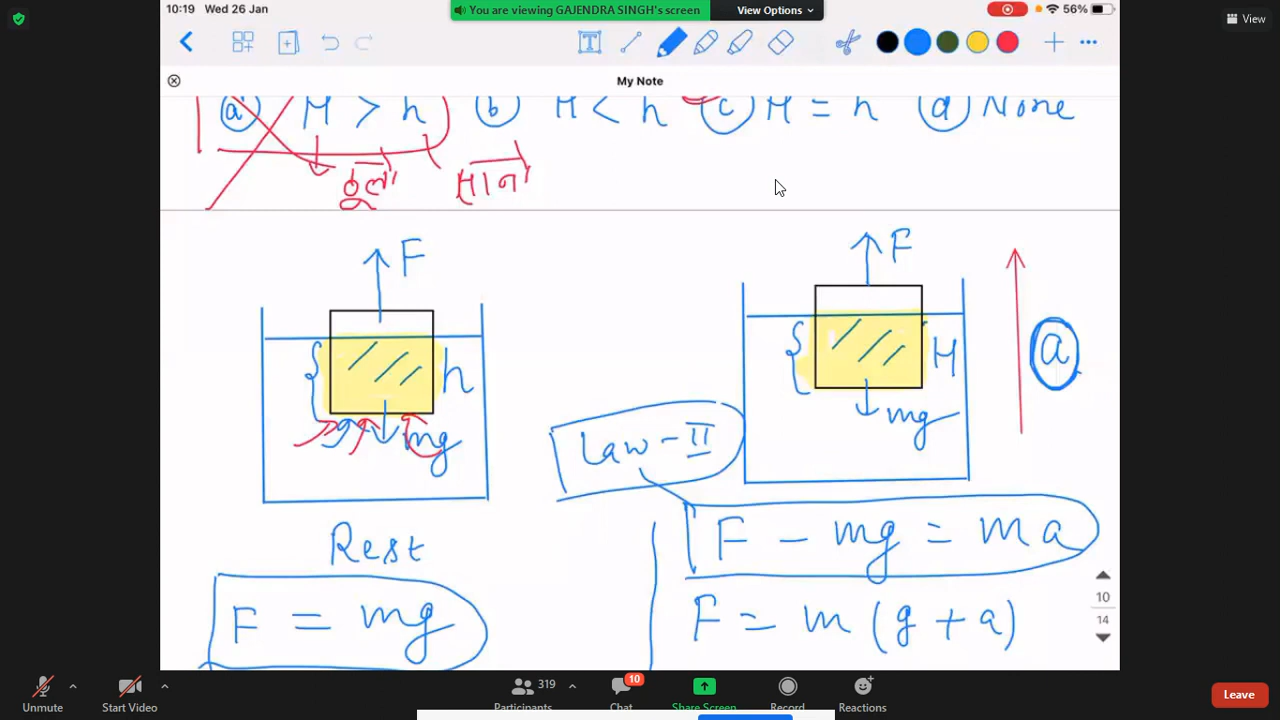 10:19 Wed 26 Jan
You are viewing GAJENDRA SINGH's screen
View Options
56%
View
My Note
(a) H > h (b) H < h (c) H = h (d) None
F
F
h
H
a
mg
mg
Law - II
Rest
F - mg = ma
F = mg
F = m (g + a)
10
14
Unmute
Start Video
319
Participants
10
Chat
Share Screen
Record
Reactions
Leave